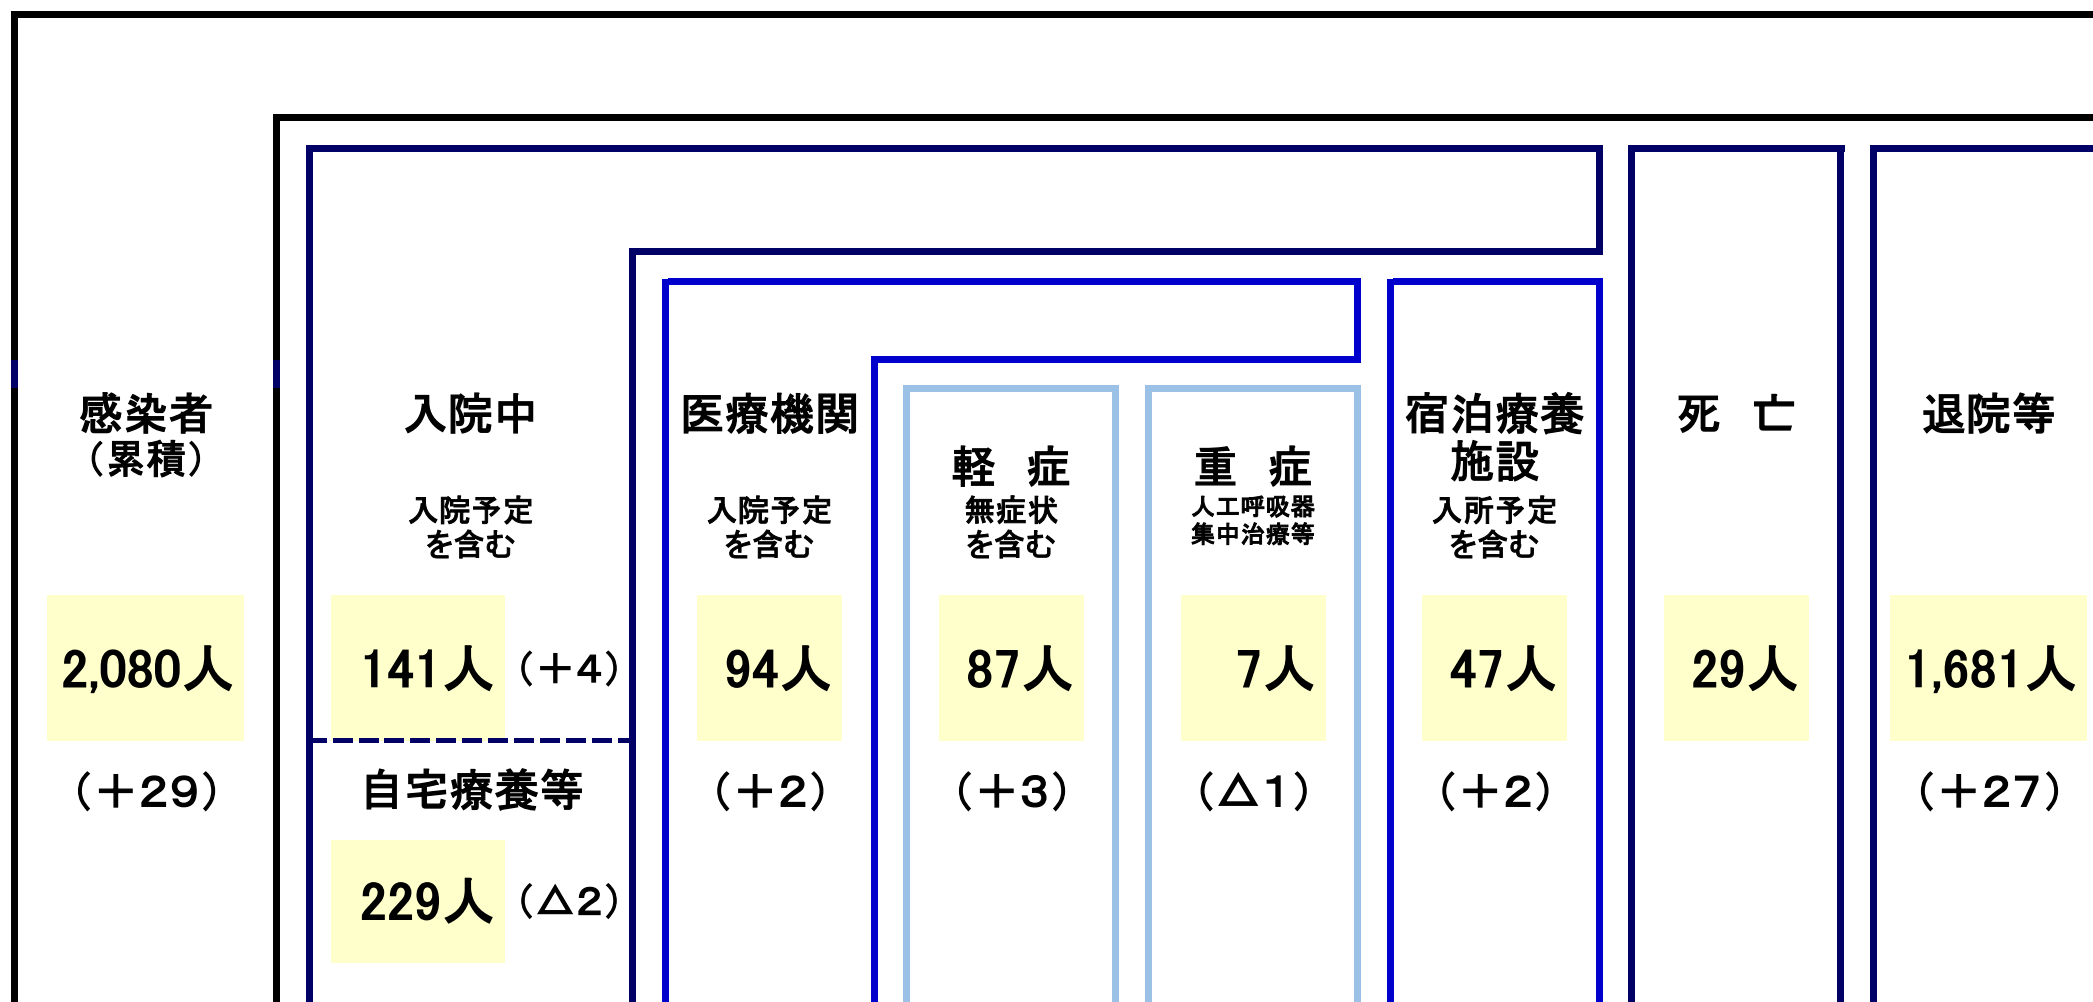 感染者
（累積）
2,080人
（＋29）
入院中
入院予定
を含む
141人 （＋4）
自宅療養等
229人 （△2）
医療機関
入院予定
を含む
94人
（＋2）
軽 症
無症状
を含む
87人
（＋3）
重 症
人工呼吸器
集中治療等
7人
（△1）
宿泊療養
施設
入所予定
を含む
47人
（＋2）
死 亡
29人
退院等
1,681人
（＋27）